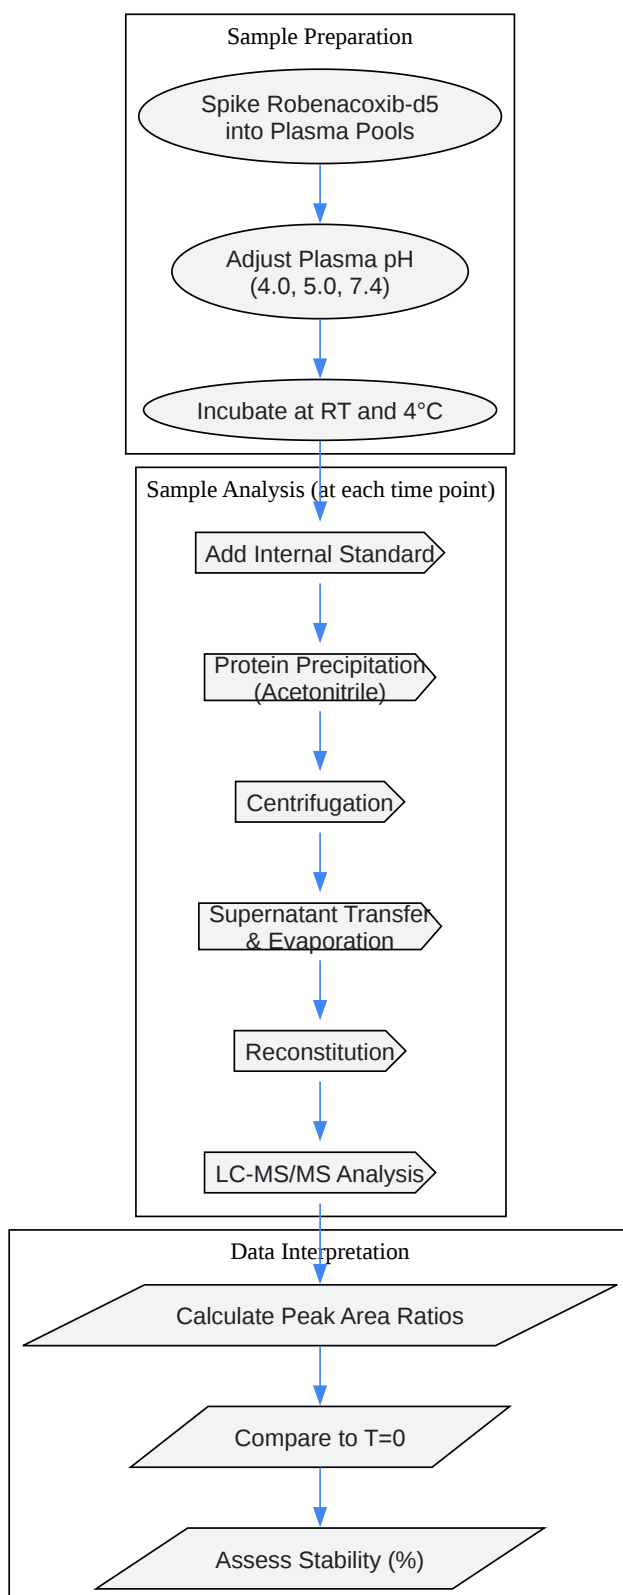 Sample Preparation
Spike Robenacoxib-d5
into Plasma Pools
Adjust Plasma pH
(4.0, 5.0, 7.4)
Incubate at RT and 4°C
Sample Analysis (at each time point)
Add Internal Standard
Protein Precipitation
(Acetonitrile)
Centrifugation
Supernatant Transfer
& Evaporation
Reconstitution
LC-MS/MS Analysis
Data Interpretation
Calculate Peak Area Ratios
Compare to T=0
Assess Stability (%)